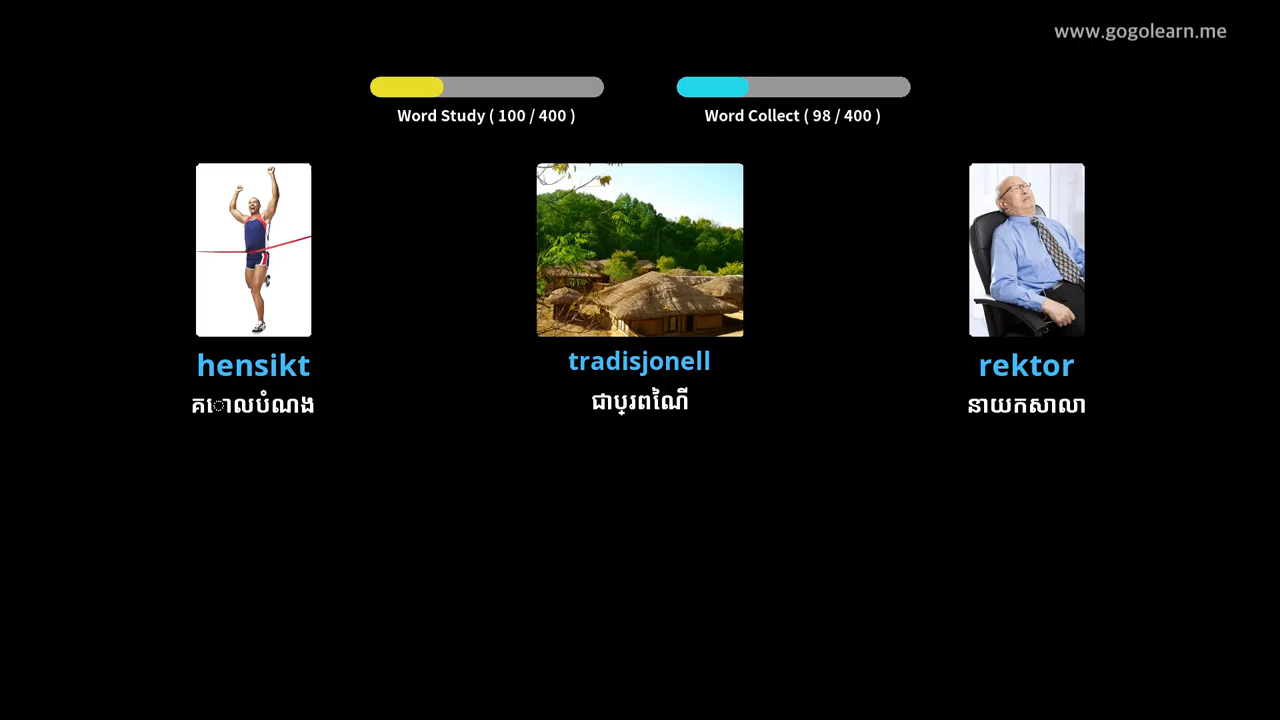 www.gogolearn.me
Word Study ( 100 / 400 )
Word Collect ( 98 / 400 )
hensikt
គោលបំណង
tradisjonell
ជាប្រពណី
rektor
នាយកសាលា